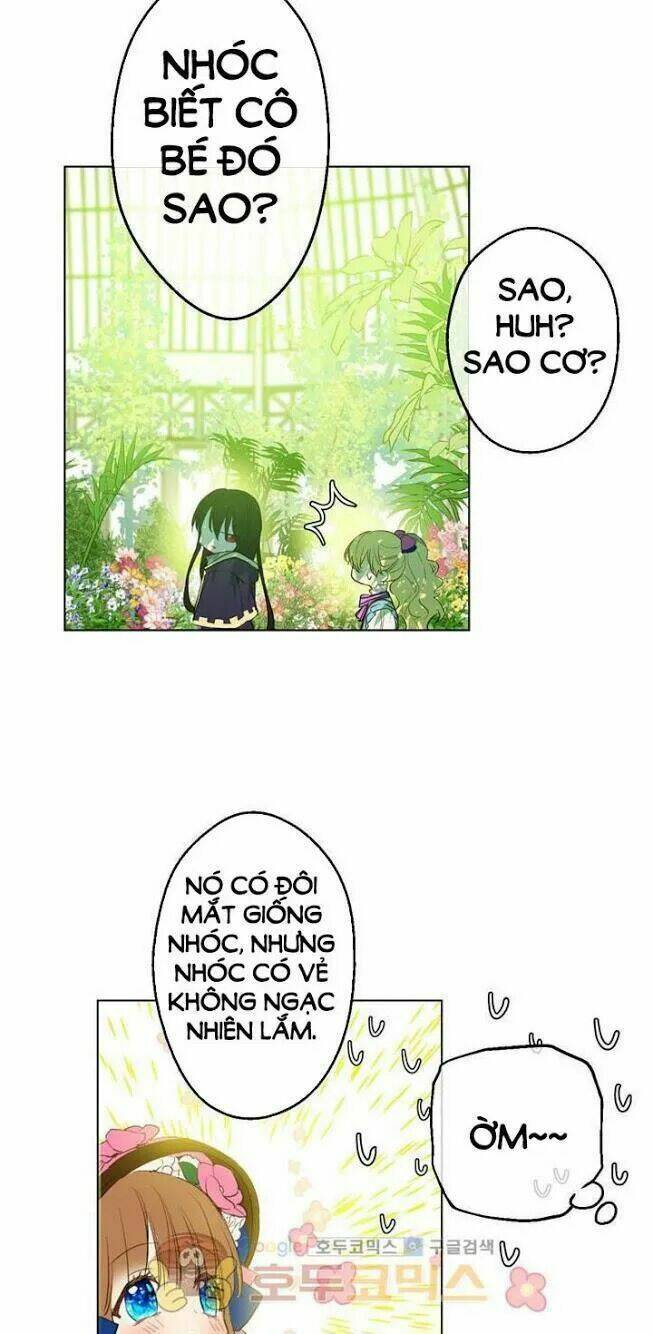 NHÓC
BIẾT CÔ
BÉ ĐÓ
SAO?
SAO,
HUH?
SAO CƠ?
NÓ CÓ ĐÔI
MẮT GIỐNG
NHÓC, NHƯNG
NHÓC CÓ VẺ
KHÔNG NGẠC
NHIÊN LẮM.
ỜM~~
호두코믹스 구글검색
호두코믹스